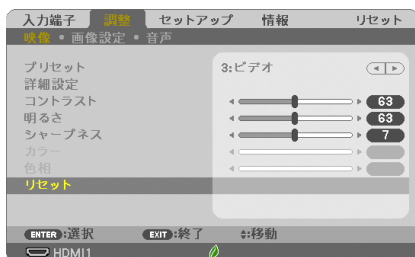 入力端子 調整 セットアップ 情報 リセット
映像 • 画像設定 • 音声
プリセット 3:ビデオ
詳細設定
コントラスト 63
明るさ 63
シャープネス 7
カラー
色相
リセット
ENTER:選択 EXIT:終了 :移動
HDMI1